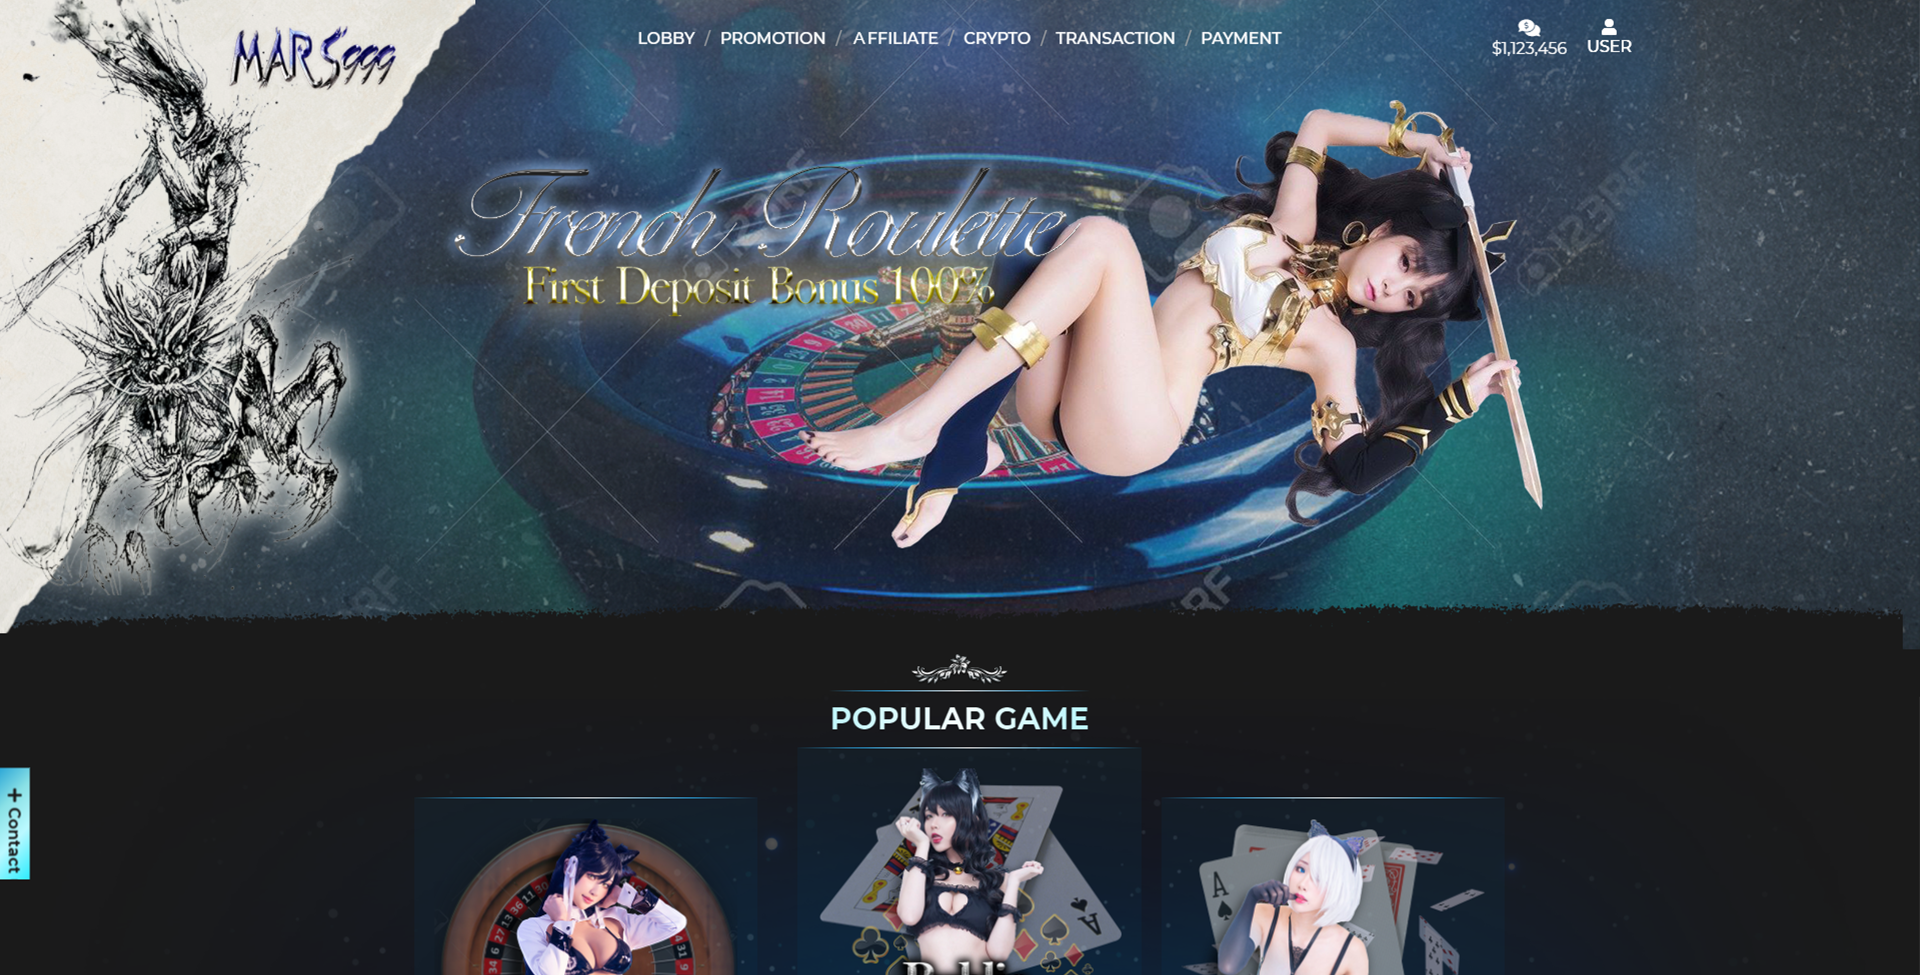 MARS999
LOBBY / PROMOTION / AFFILIATE / CRYPTO / TRANSACTION / PAYMENT
$
$1,123,456
USER
French Roulette
First Deposit Bonus 100%
123RF
POPULAR GAME
+ Contact
A
A